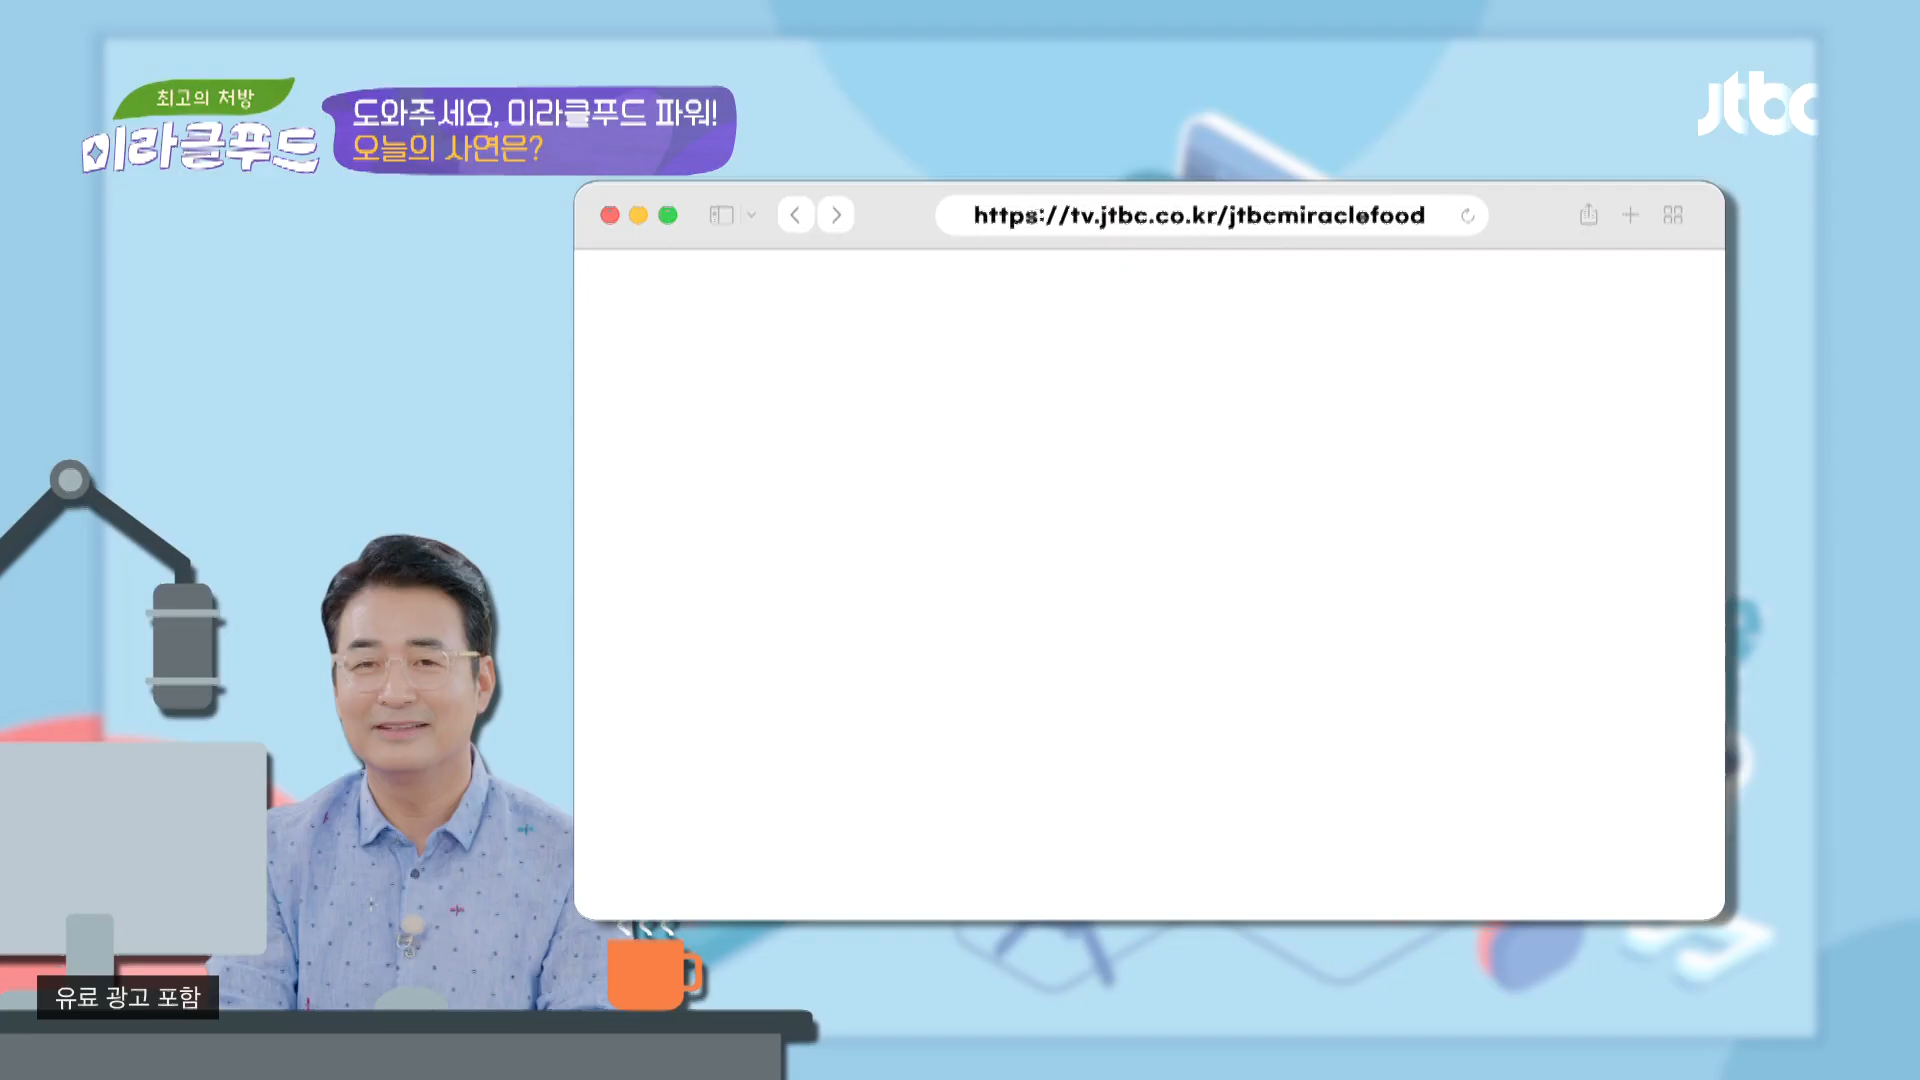 최고의 처방
미라클푸드
도와주세요, 미라클푸드 파워!
오늘의 사연은?
jtbc
https://tv.jtbc.co.kr/jtbcmiraclefood
유료 광고 포함